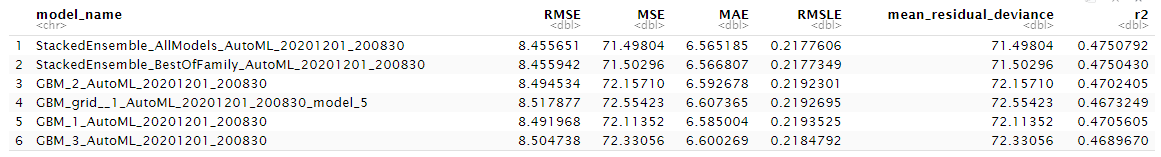 model_name RMSE MSE MAE RMSLE mean_residual_deviance r2
<chr> <dbl> <dbl> <dbl> <dbl> <dbl> <dbl>
1 StackedEnsemble_AllModels_AutoML_20201201_200830 8.455651 71.49804 6.565185 0.2177606 71.49804 0.4750792
2 StackedEnsemble_BestOfFamily_AutoML_20201201_200830 8.455942 71.50296 6.566807 0.2177349 71.50296 0.4750430
3 GBM_2_AutoML_20201201_200830 8.494534 72.15710 6.592678 0.2192301 72.15710 0.4702405
4 GBM_grid__1_AutoML_20201201_200830_model_5 8.517877 72.55423 6.607365 0.2192695 72.55423 0.4673249
5 GBM_1_AutoML_20201201_200830 8.491968 72.11352 6.585004 0.2193525 72.11352 0.4705605
6 GBM_3_AutoML_20201201_200830 8.504738 72.33056 6.600269 0.2184792 72.33056 0.4689670